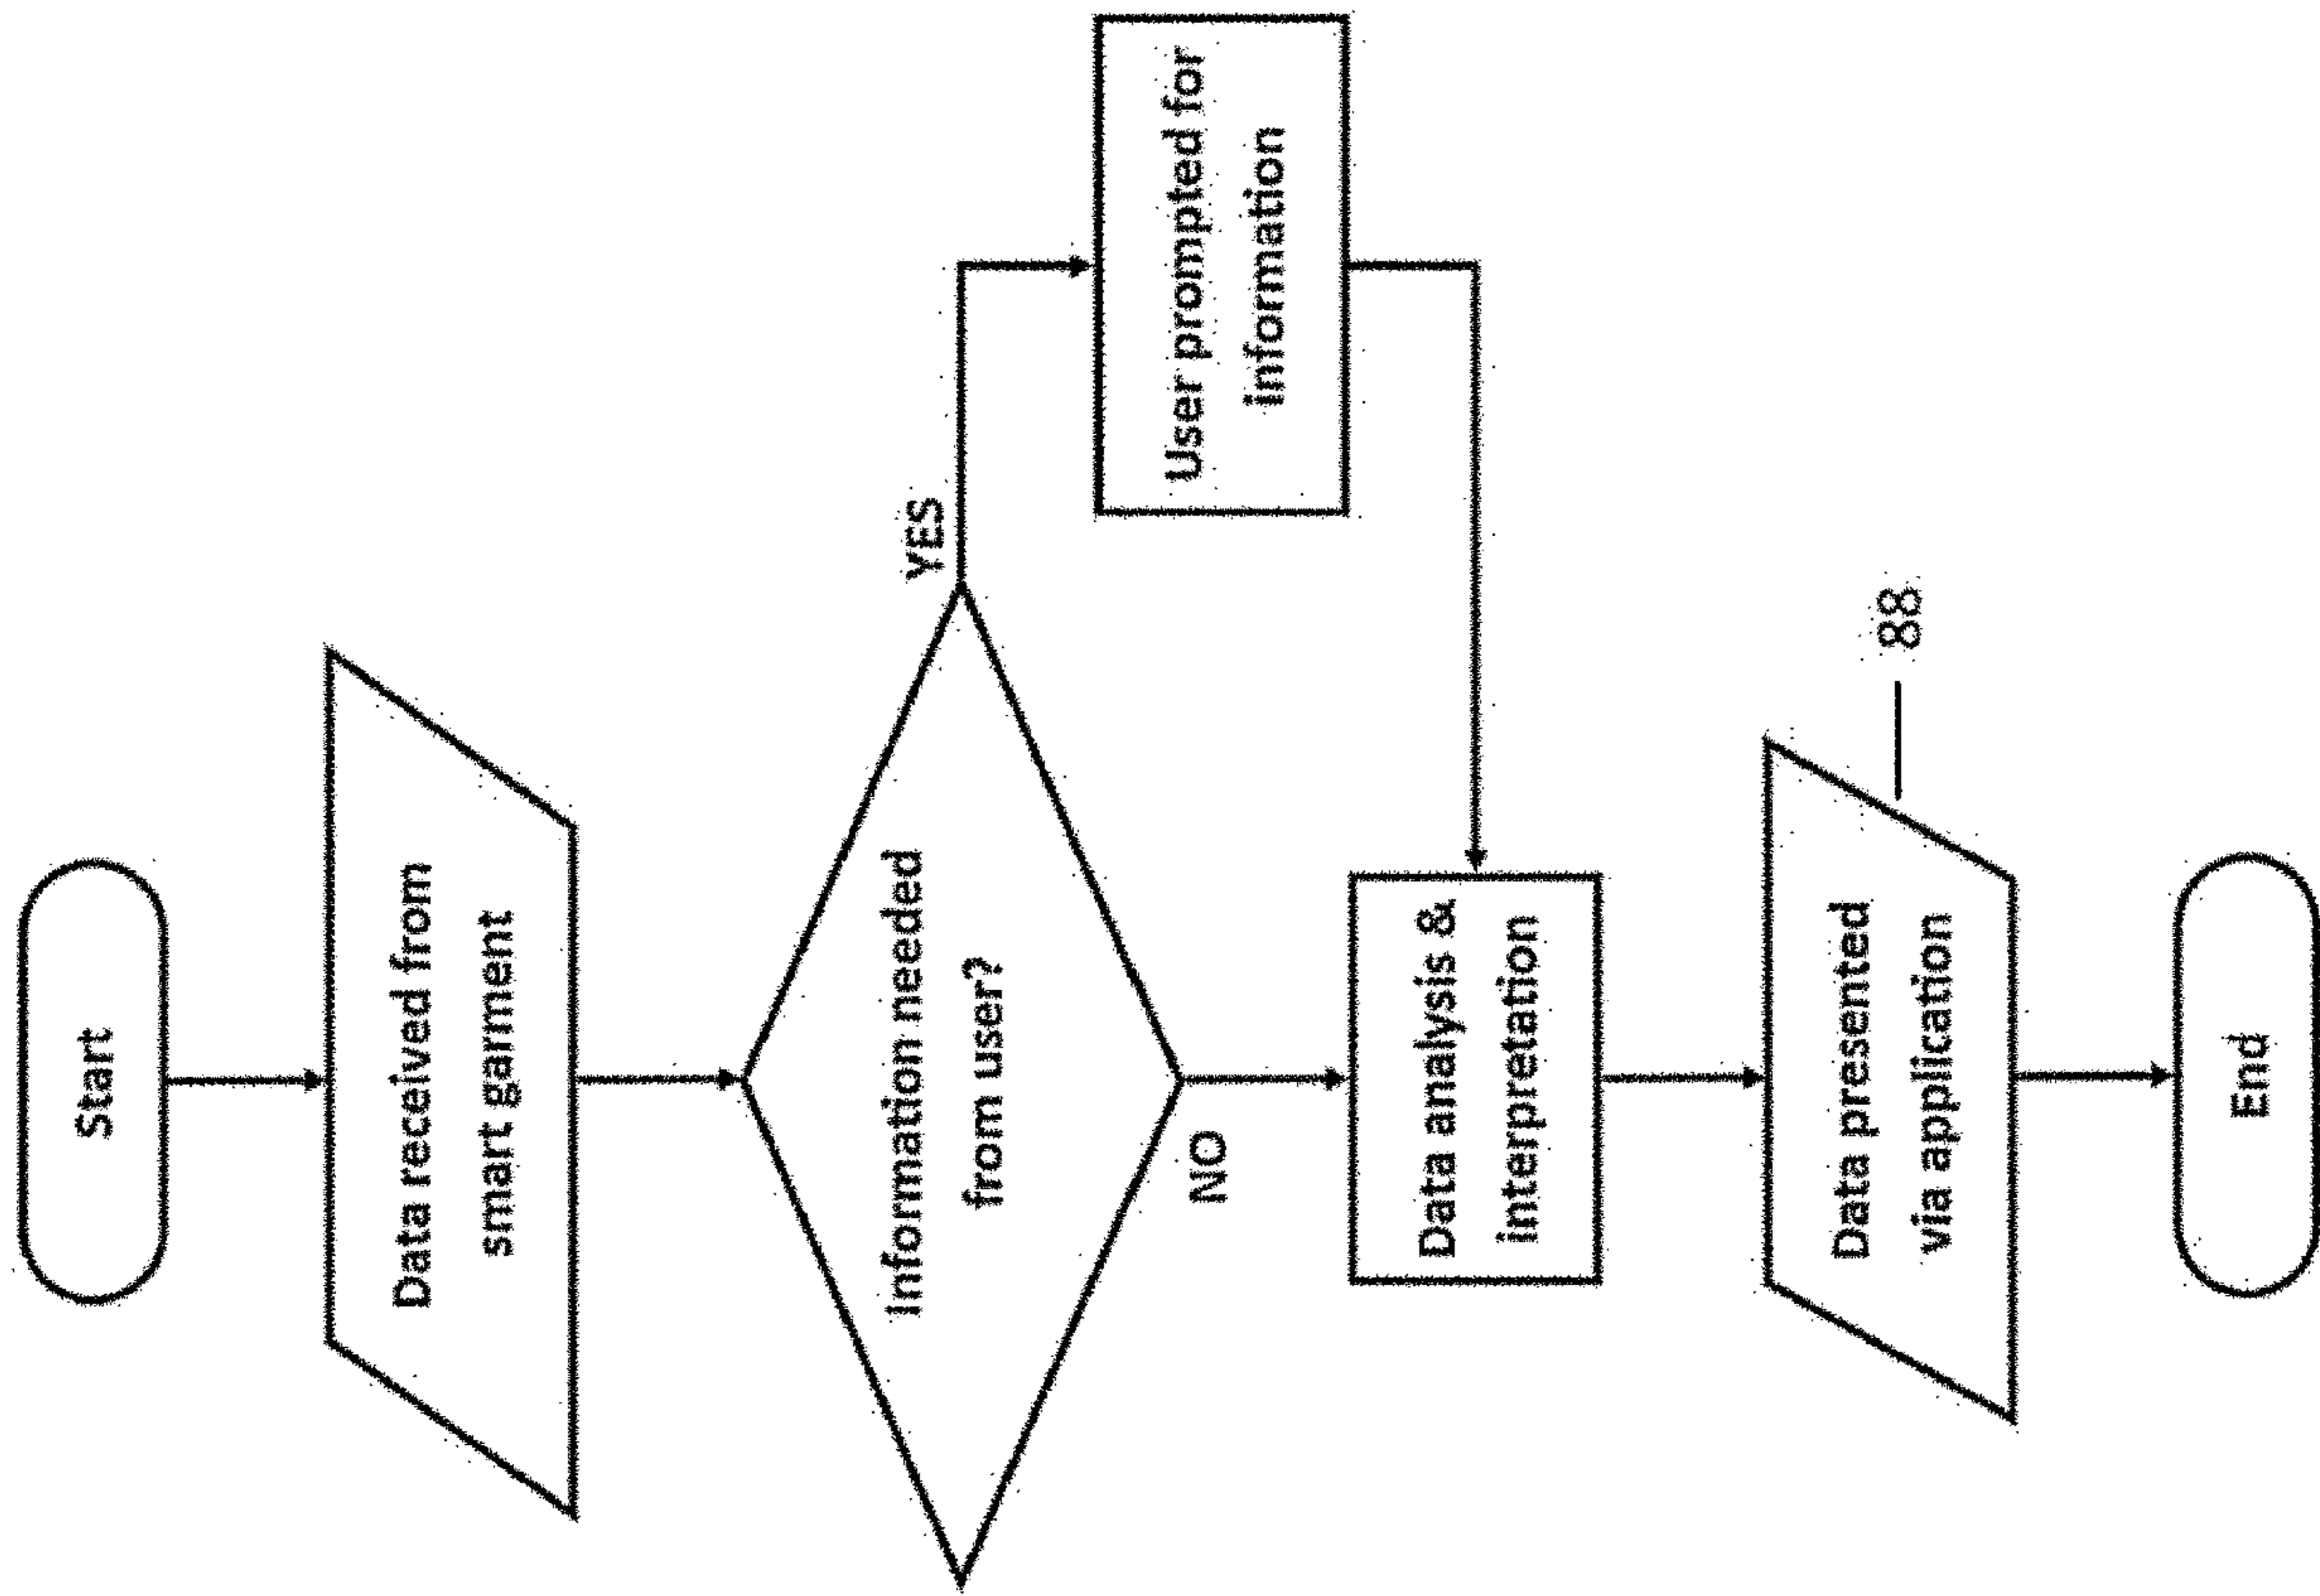 Start
Data received from
smart garment
Information needed
from user?
YES
User prompted for
information
NO
Data analysis &
interpretation
Data presented
via application
88
End